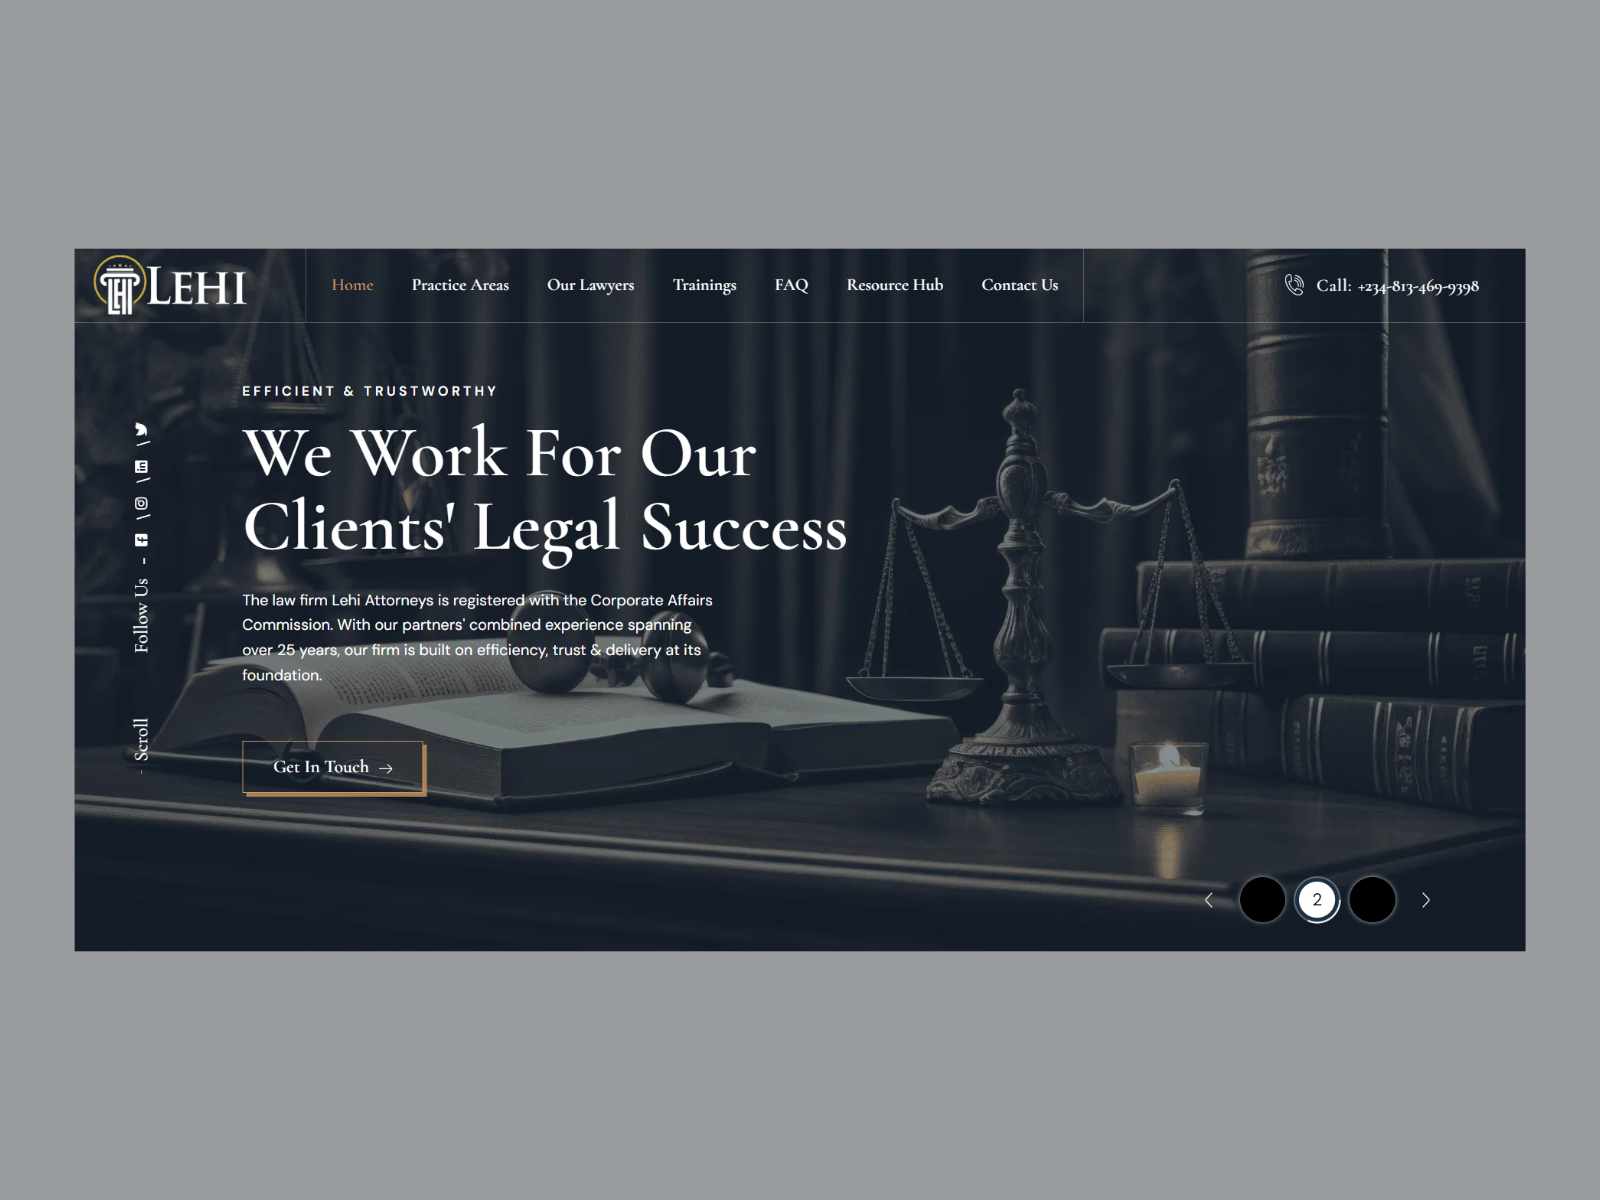 LEHI
Home
Practice Areas
Our Lawyers
Trainings
FAQ
Resource Hub
Contact Us
Call: +234-813-469-9398
EFFICIENT & TRUSTWORTHY
We Work For Our
Clients' Legal Success
The law firm Lehi Attorneys is registered with the Corporate Affairs
Commission. With our partners' combined experience spanning
over 25 years, our firm is built on efficiency, trust & delivery at its
foundation.
Get In Touch
Follow Us -
- Scroll
2